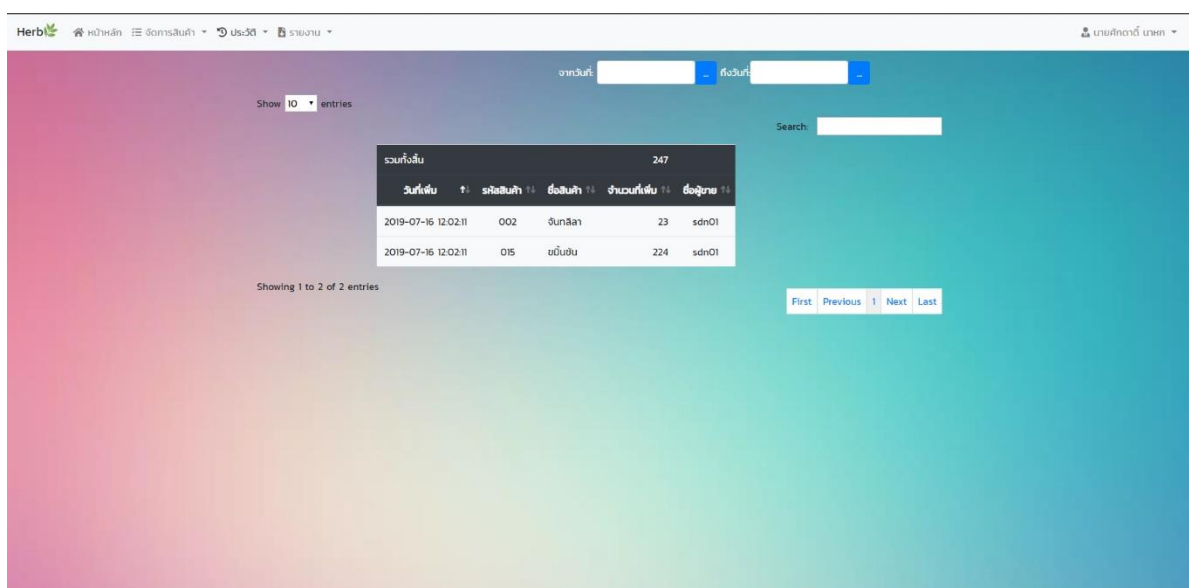 Herb หน้าหลัก จัดการสินค้า ประวัติ รายงาน นายศักดาดิ์ นาหก
จากวันที่: ... ถึงวันที่: ...
Show 10 entries
Search:
รวมทั้งสิ้น 247
วันที่เพิ่ม รหัสสินค้า ชื่อสินค้า จำนวนที่เพิ่ม ชื่อผู้ขาย
2019-07-16 12:02:11 002 จันทลีลา 23 sdn01
2019-07-16 12:02:11 015 ขมิ้นชัน 224 sdn01
Showing 1 to 2 of 2 entries
First Previous 1 Next Last